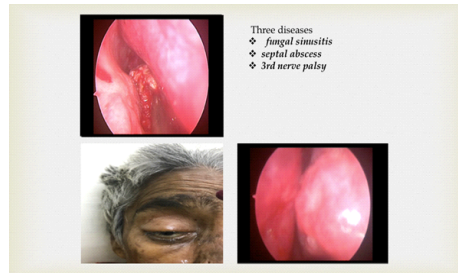 Three diseases
❖ fungal sinusitis
❖ septal abscess
❖ 3rd nerve palsy